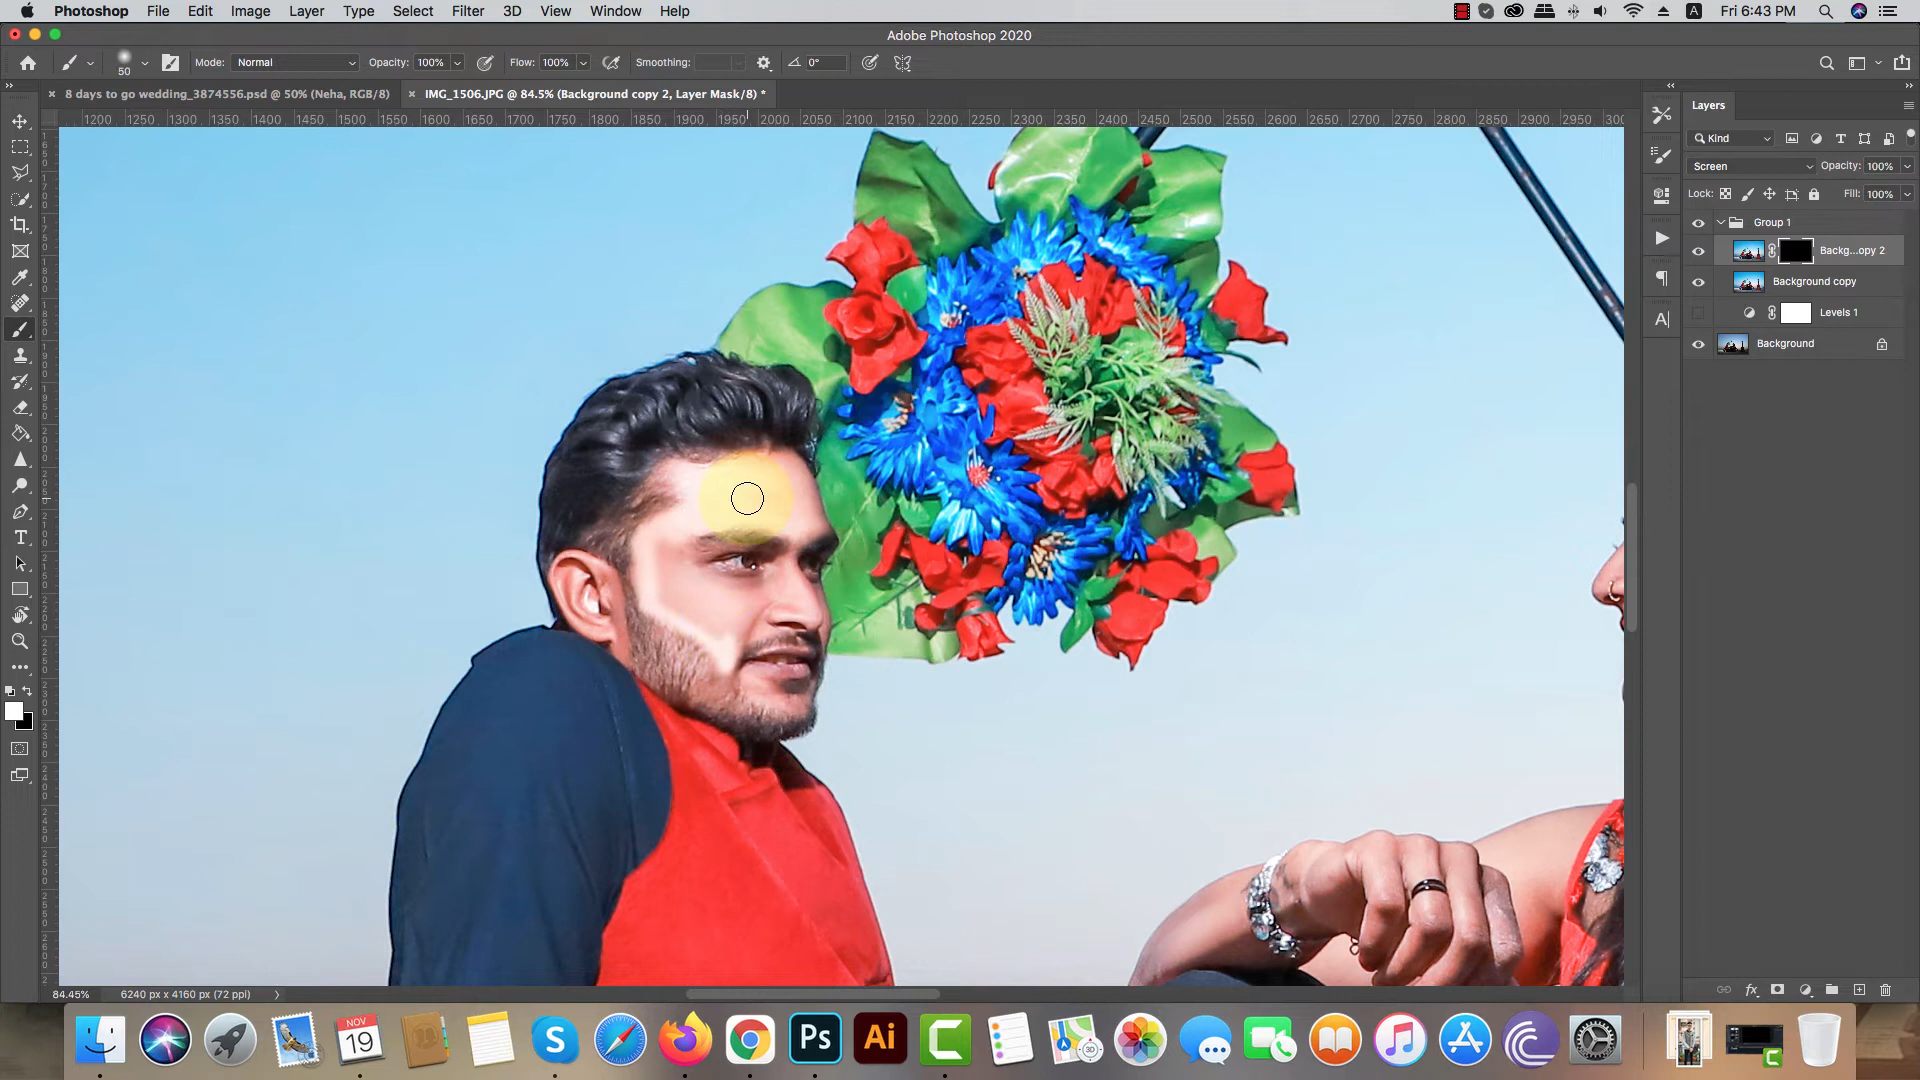 Photoshop File Edit Image Layer Type Select Filter 3D View Window Help
A Fri 6:43 PM
Adobe Photoshop 2020
50 Mode: Normal Opacity: 100% Flow: 100% Smoothing: 0°
8 days to go wedding_3874556.psd @ 50% (Neha, RGB/8) IMG_1506.JPG @ 84.5% (Background copy 2, Layer Mask/8) *
1200 1250 1300 1350 1400 1450 1500 1550 1600 1650 1700 1750 1800 1850 1900 1950 2000 2050 2100 2150 2200 2250 2300 2350 2400 2450 2500 2550 2600 2650 2700 2750 2800 2850 2900 2950 300
Layers
Kind
Screen Opacity: 100%
Lock: Fill: 100%
Group 1
Backg...opy 2
Background copy
Levels 1
Background
84.45% 6240 px x 4160 px (72 ppi)
NOV
19
S
Ps
Ai
C
3D